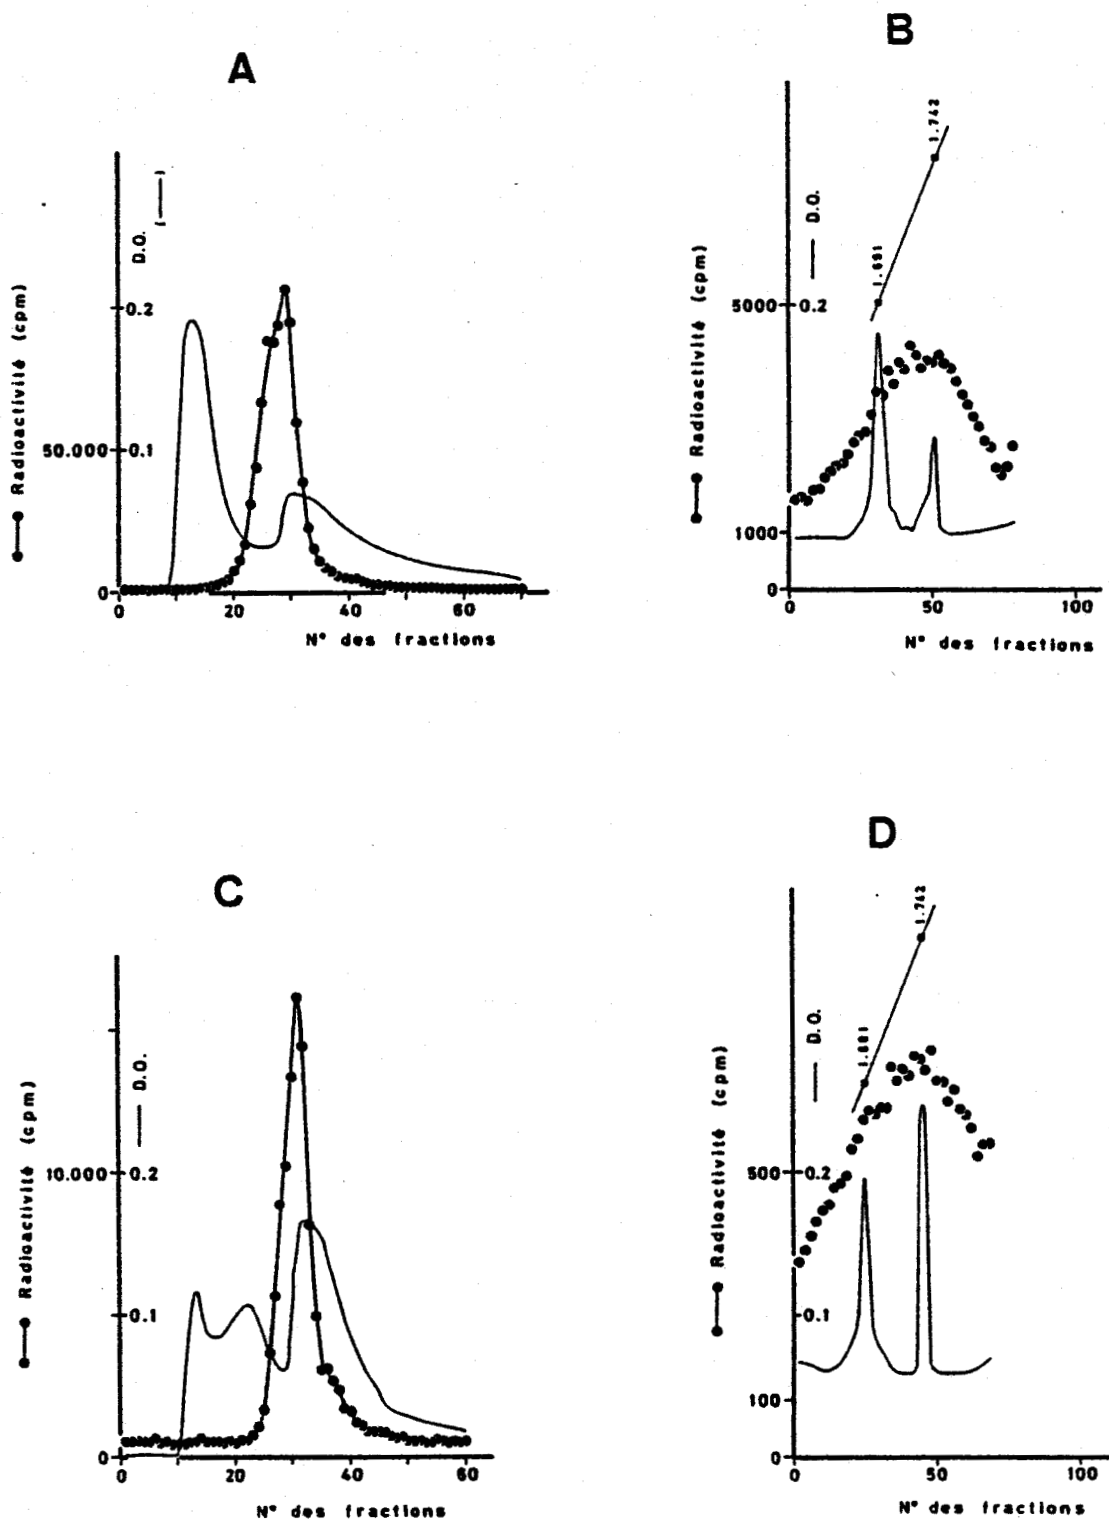 A
D.O. (——)
Radioactivité (cpm)
0.2
50.000
0.1
0
0
20
40
60
N° des fractions
B
1.742
1.691
D.O.
Radioactivité (cpm)
5000
0.2
1000
0
0
50
100
N° des fractions
C
D.O.
Radioactivité (cpm)
10.000
0.2
0.1
0
0
20
40
60
N° des fractions
D
1.742
D.O.
Radioactivité (cpm)
500
0.2
0.1
100
0
0
50
100
N° des fractions